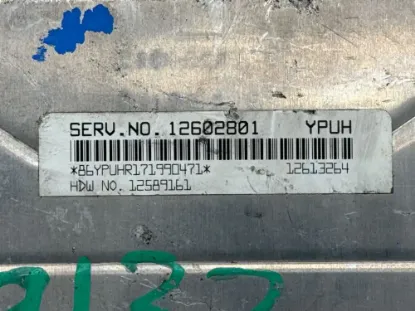 SERV.NO. 12602801 YPUH
*86YPUHR171990471* 12613264
HDW NO. 12589161